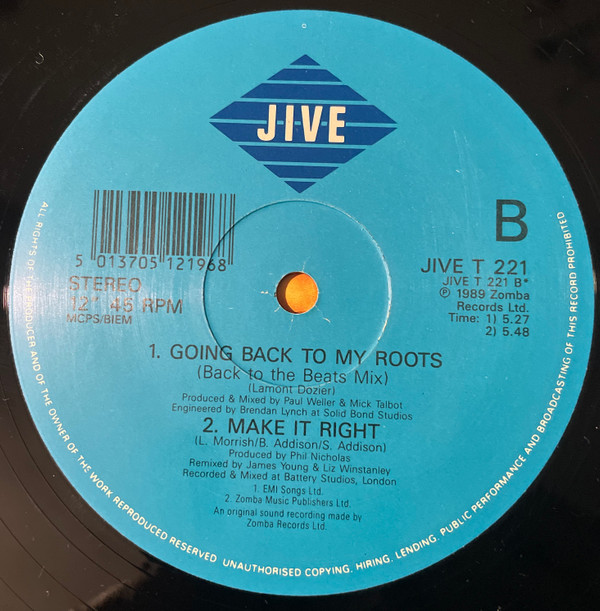 JIVE
5 013705 121968
STEREO
12" 45 RPM
MCPS/BIEM
B
JIVE T 221
JIVE T 221 B*
℗ 1989 Zomba
Records Ltd.
Time: 1) 5.27
2) 5.48
1. GOING BACK TO MY ROOTS
(Back to the Beats Mix)
(Lamont Dozier)
Produced & Mixed by Paul Weller & Mick Talbot
Engineered by Brendan Lynch at Solid Bond Studios
2. MAKE IT RIGHT
(L. Morrish/B. Addison/S. Addison)
Produced by Phil Nicholas
Remixed by James Young & Liz Winstanley
Recorded & Mixed at Battery Studios, London
1. EMI Songs Ltd.
2. Zomba Music Publishers Ltd.
An original sound recording made by
Zomba Records Ltd.
ALL RIGHTS OF THE PRODUCER AND OF THE OWNER OF THE WORK REPRODUCED RESERVED UNAUTHORISED COPYING, HIRING, LENDING, PUBLIC PERFORMANCE AND BROADCASTING OF THIS RECORD PROHIBITED